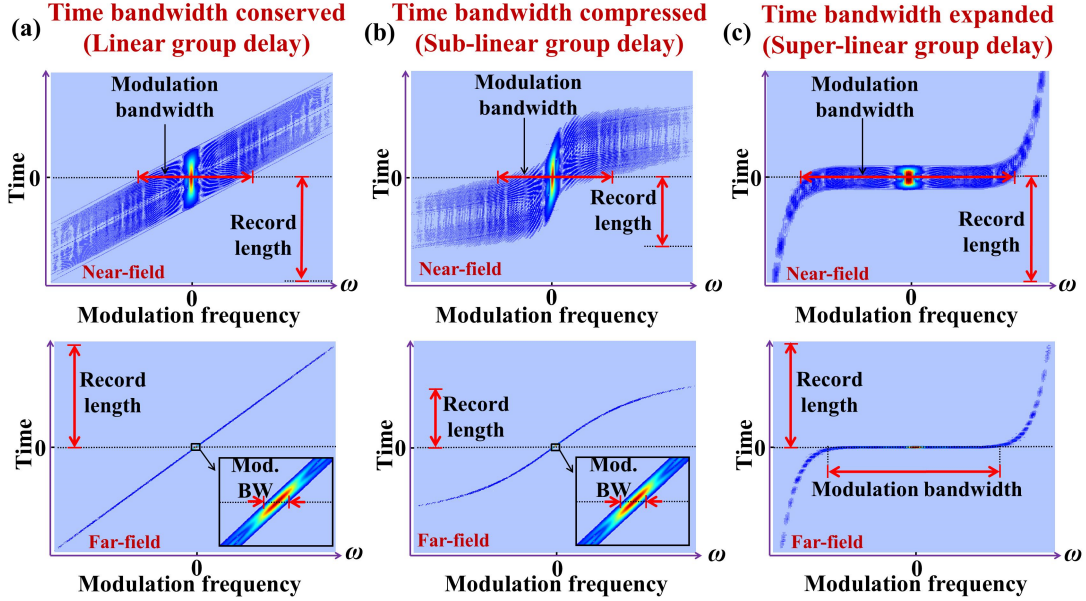 (a)
Time bandwidth conserved
(Linear group delay)
Modulation
bandwidth
Time
0
Record
length
Near-field
0
ω
Modulation frequency
Record
length
Time
0
Mod.
BW
Far-field
0
ω
Modulation frequency
(b)
Time bandwidth compressed
(Sub-linear group delay)
Modulation
bandwidth
Time
0
Record
length
Near-field
0
ω
Modulation frequency
Record
length
Time
0
Mod.
BW
Far-field
0
ω
Modulation frequency
(c)
Time bandwidth expanded
(Super-linear group delay)
Modulation
bandwidth
Time
0
Record
length
Near-field
0
ω
Modulation frequency
Record
length
Time
0
Modulation bandwidth
Far-field
0
ω
Modulation frequency